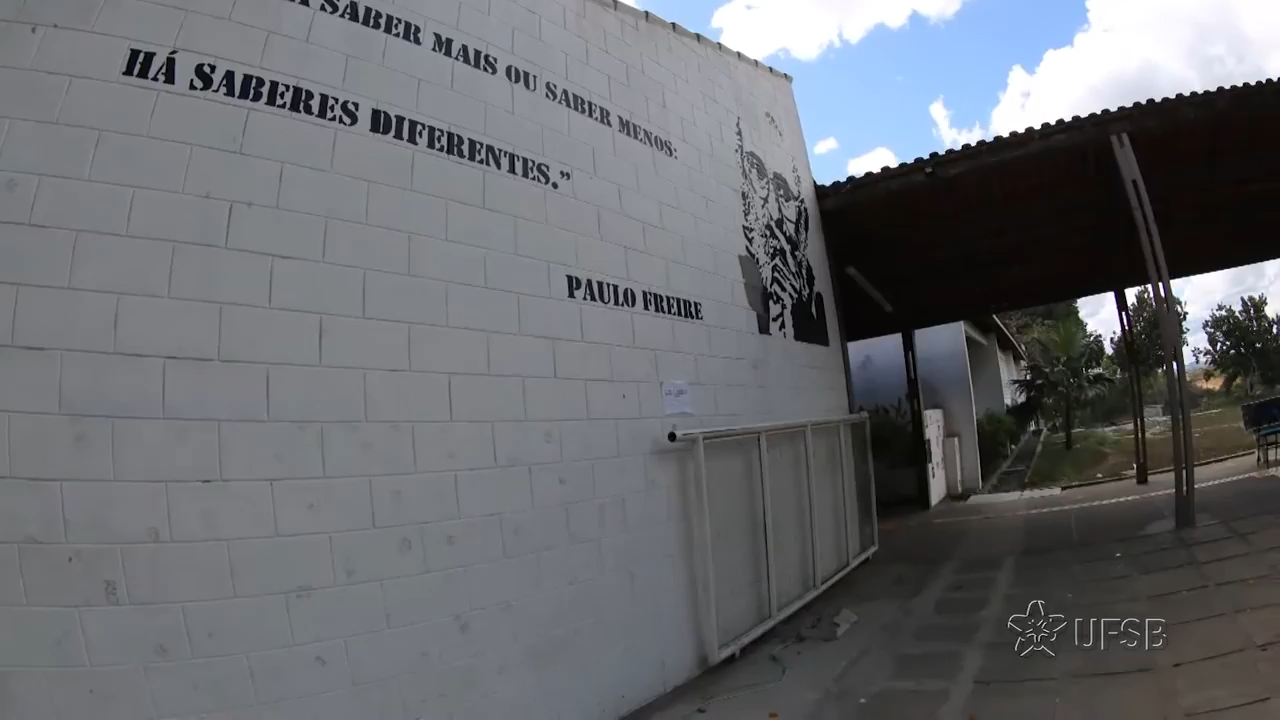 SABER MAIS OU SABER MENOS:
HÁ SABERES DIFERENTES.”
PAULO FREIRE
UFSB